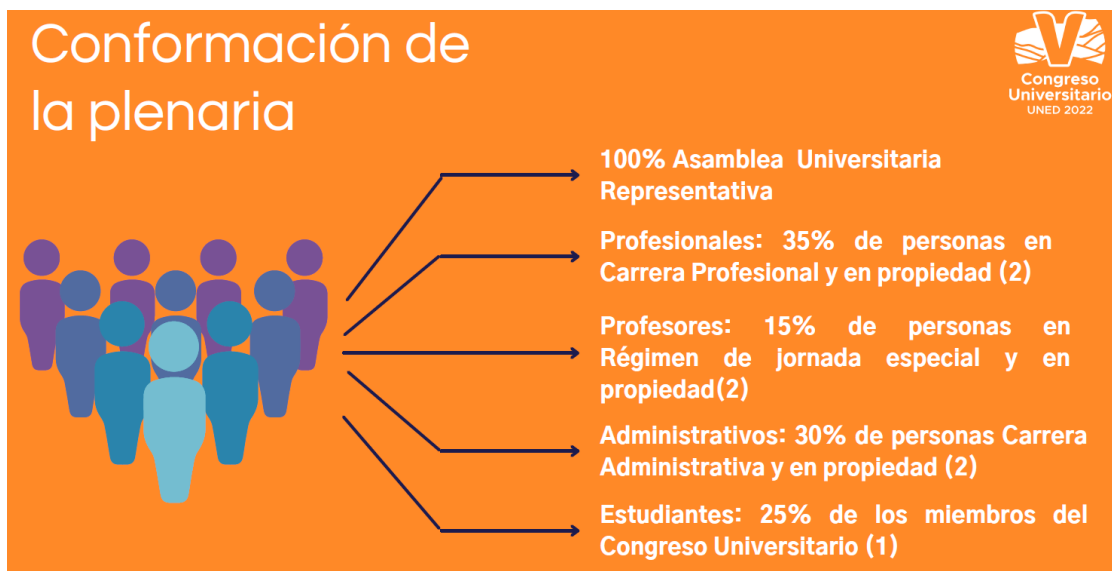 Conformación de
la plenaria
V
Congreso
Universitario
UNED 2022
100% Asamblea Universitaria
Representativa
Profesionales: 35% de personas en
Carrera Profesional y en propiedad (2)
Profesores: 15% de personas en
Régimen de jornada especial y en
propiedad(2)
Administrativos: 30% de personas Carrera
Administrativa y en propiedad (2)
Estudiantes: 25% de los miembros del
Congreso Universitario (1)